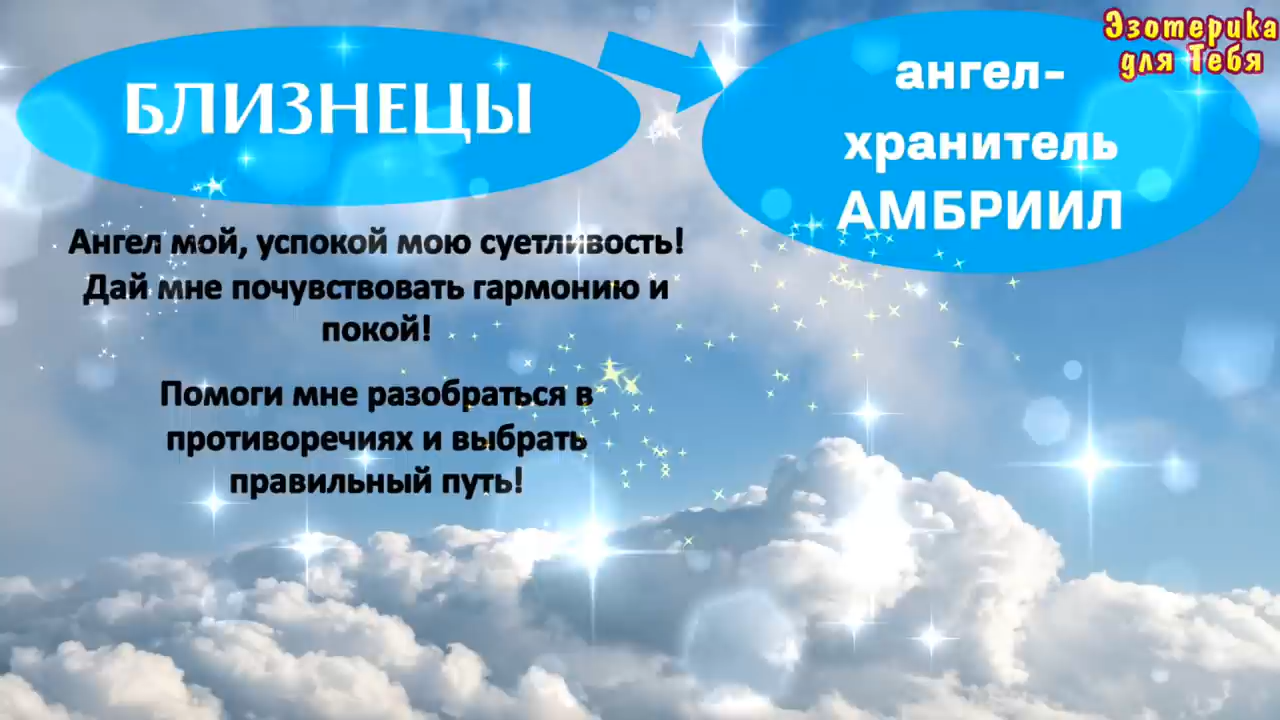 Эзотерика
для Тебя
БЛИЗНЕЦЫ
ангел-
хранитель
АМБРИИЛ
Ангел мой, успокой мою суетливость!
Дай мне почувствовать гармонию и
покой!
Помоги мне разобраться в
противоречиях и выбрать
правильный путь!